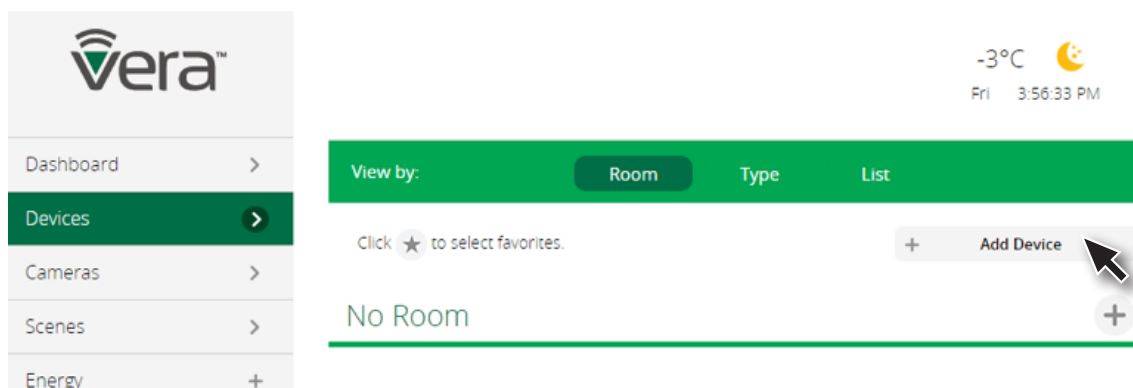 vera™
-3°C
Fri 3:56:33 PM
Dashboard
Devices
Cameras
Scenes
Energy
View by: Room Type List
Click to select favorites.
+ Add Device
No Room